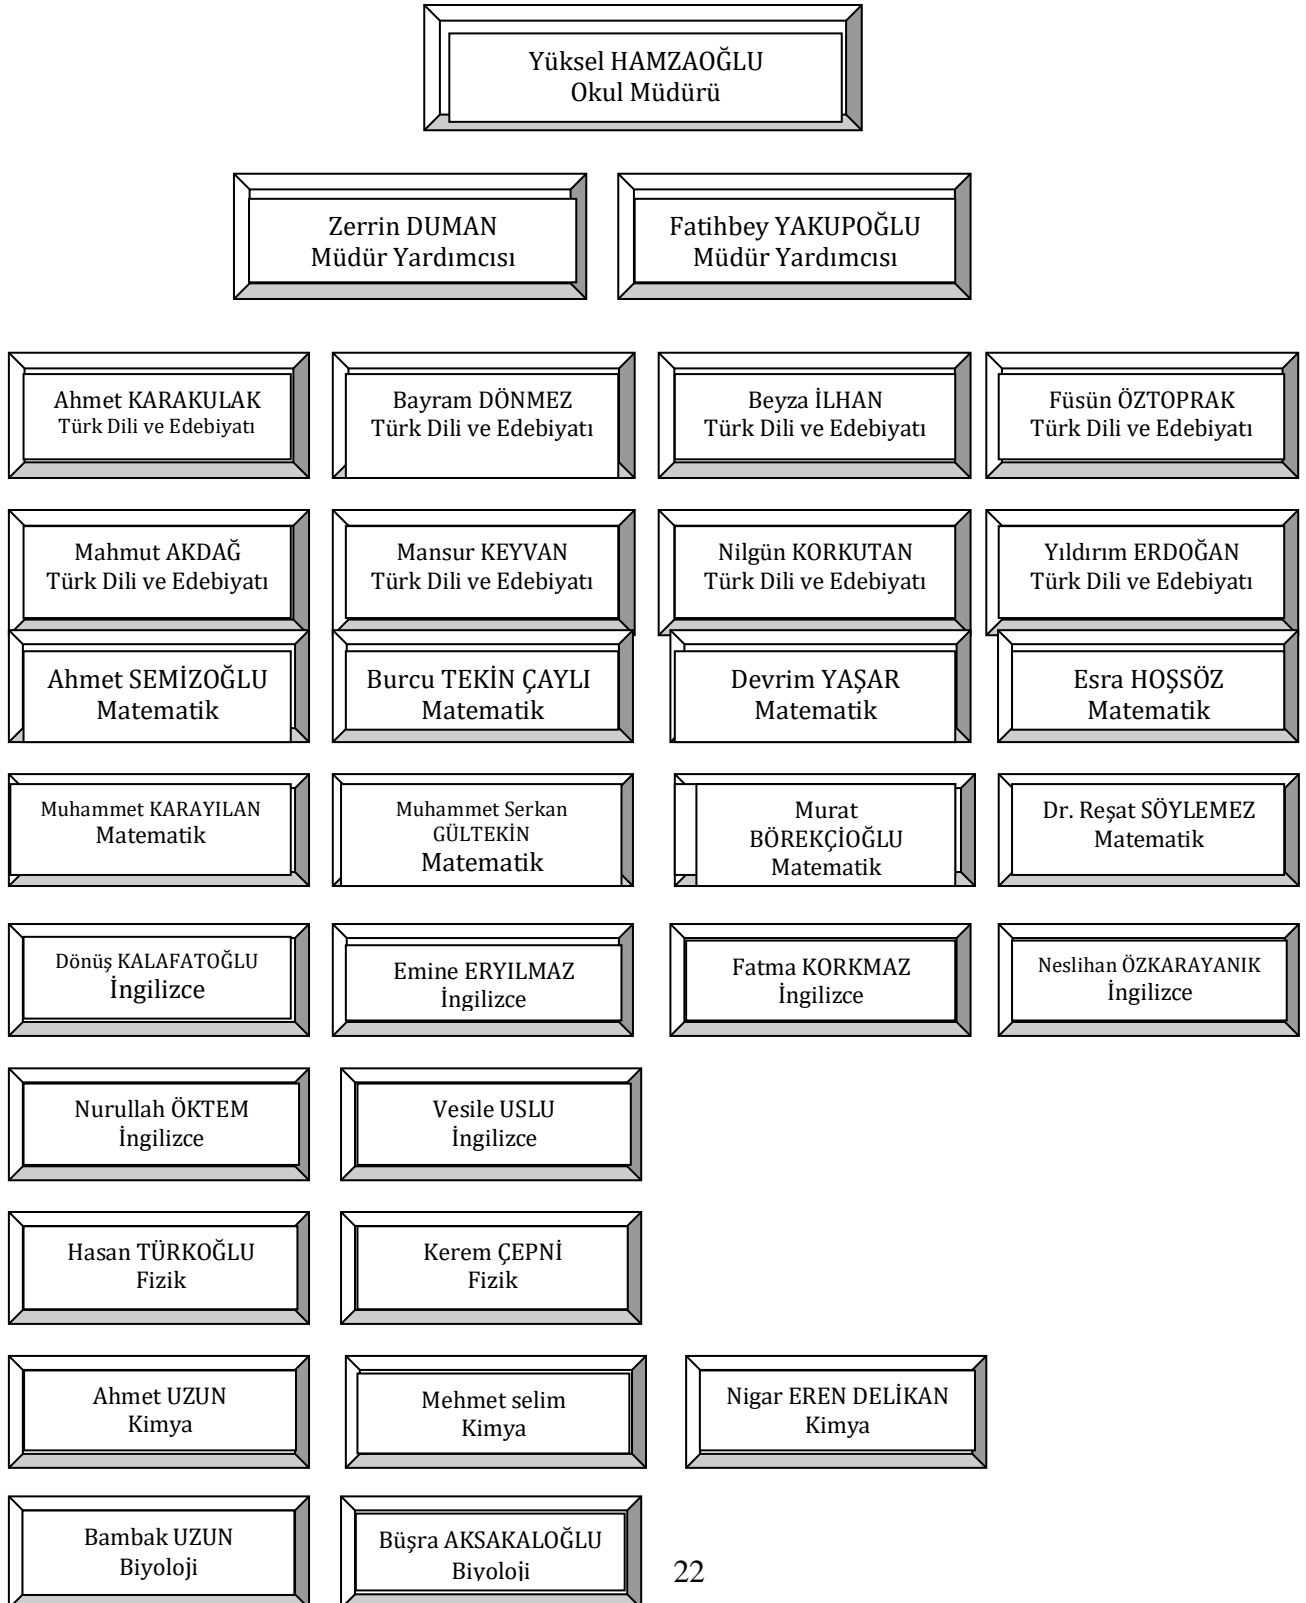 Yüksel HAMZAOĞLU
Okul Müdürü
Zerrin DUMAN
Müdür Yardımcısı
Fatihbey YAKUPOĞLU
Müdür Yardımcısı
Ahmet KARAKULAK
Türk Dili ve Edebiyatı
Bayram DÖNMEZ
Türk Dili ve Edebiyatı
Beyza İLHAN
Türk Dili ve Edebiyatı
Füsün ÖZTOPRAK
Türk Dili ve Edebiyatı
Mahmut AKDAĞ
Türk Dili ve Edebiyatı
Mansur KEYVAN
Türk Dili ve Edebiyatı
Nilgün KORKUTAN
Türk Dili ve Edebiyatı
Yıldırım ERDOĞAN
Türk Dili ve Edebiyatı
Ahmet SEMİZOĞLU
Matematik
Burcu TEKİN ÇAYLI
Matematik
Devrim YAŞAR
Matematik
Esra HOŞSÖZ
Matematik
Muhammet KARAYILAN
Matematik
Muhammet Serkan
GÜLTEKİN
Matematik
Murat
BÖREKÇİOĞLU
Matematik
Dr. Reşat SÖYLEMEZ
Matematik
Dönüş KALAFATOĞLU
İngilizce
Emine ERYILMAZ
İngilizce
Fatma KORKMAZ
İngilizce
Neslihan ÖZKARAYANIK
İngilizce
Nurullah ÖKTEM
İngilizce
Vesile USLU
İngilizce
Hasan TÜRKOĞLU
Fizik
Kerem ÇEPNİ
Fizik
Ahmet UZUN
Kimya
Mehmet selim
Kimya
Nigar EREN DELİKAN
Kimya
Bambak UZUN
Biyoloji
Büşra AKSAKALOĞLU
Biyoloji
22